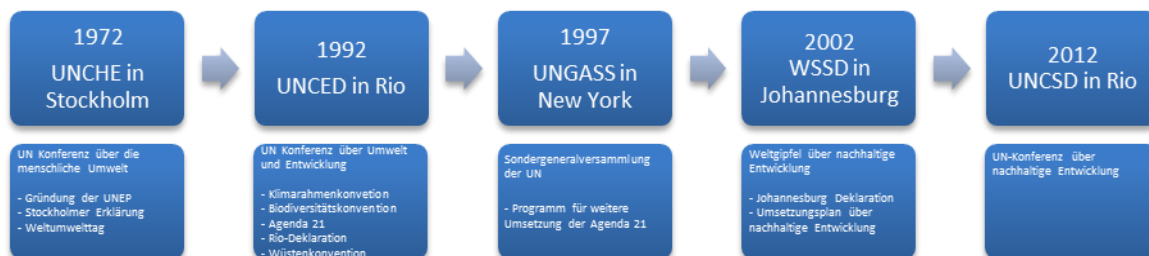 1972
UNCHE in
Stockholm
1992
UNCED in Rio
1997
UNGASS in
New York
2002
WSSD in
Johannesburg
2012
UNCSD in Rio
UN Konferenz über die
menschliche Umwelt
- Gründung der UNEP
- Stockholmer Erklärung
- Weltumwelttag
UN Konferenz über Umwelt
und Entwicklung
- Klimarahmenkonvetion
- Biodiversitätskonvention
- Agenda 21
- Rio-Deklaration
- Wüstenkonvention
Sondergeneralversammlung
der UN
- Programm für weitere
Umsetzung der Agenda 21
Weltgipfel über nachhaltige
Entwicklung
- Johannesburg Deklaration
- Umsetzungsplan über
nachhaltige Entwicklung
UN-Konferenz über
nachhaltige Entwicklung